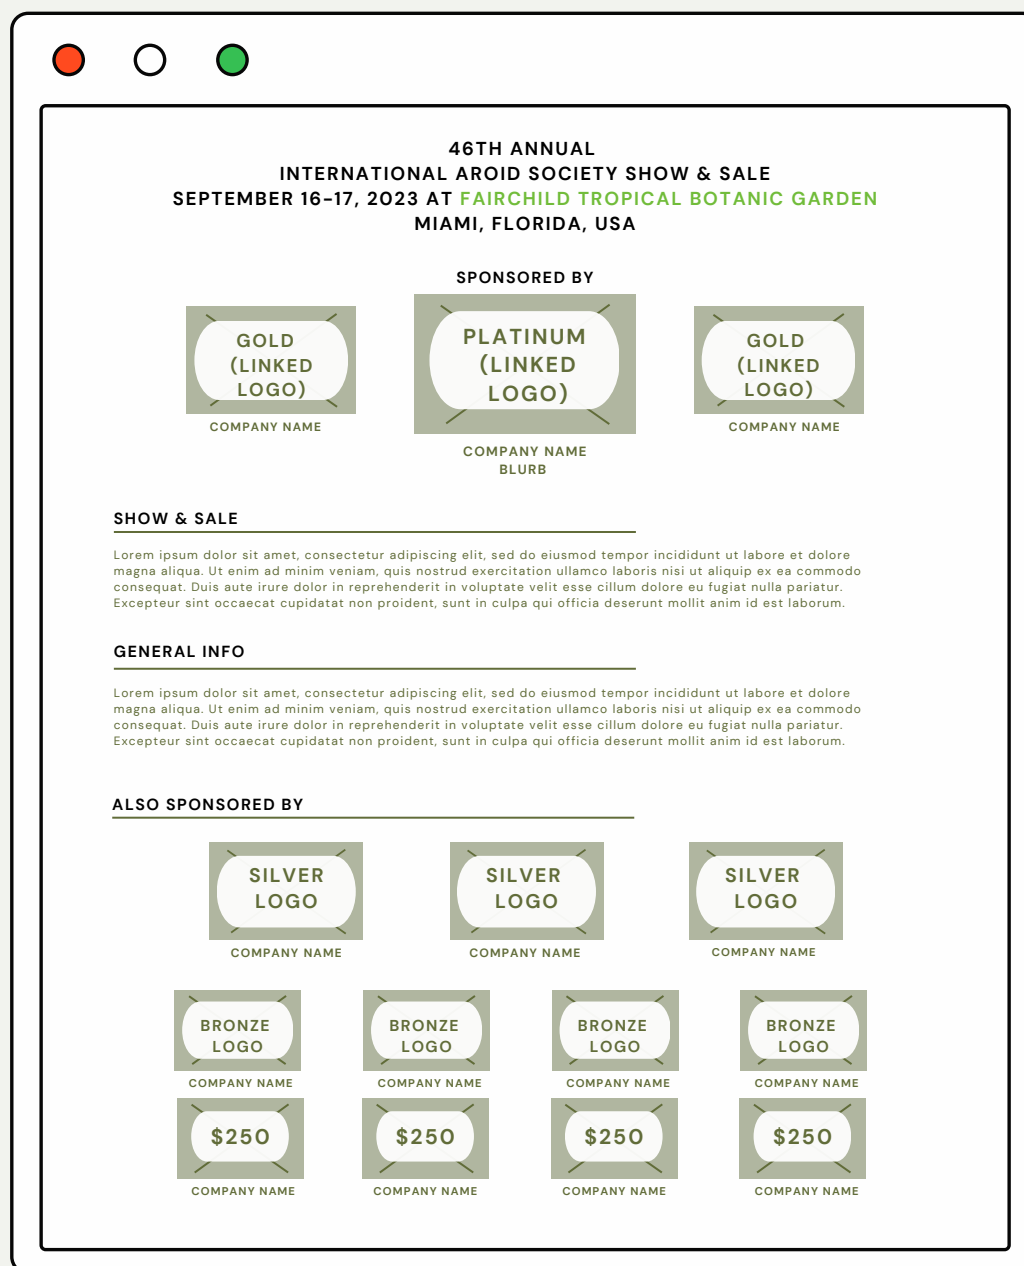 46TH ANNUAL
INTERNATIONAL AROID SOCIETY SHOW & SALE
SEPTEMBER 16-17, 2023 AT FAIRCHILD TROPICAL BOTANIC GARDEN
MIAMI, FLORIDA, USA
SPONSORED BY
GOLD
(LINKED
LOGO)
COMPANY NAME
PLATINUM
(LINKED
LOGO)
COMPANY NAME
BLURB
GOLD
(LINKED
LOGO)
COMPANY NAME
SHOW & SALE
Lorem ipsum dolor sit amet, consectetur adipiscing elit, sed do eiusmod tempor incididunt ut labore et dolore
magna aliqua. Ut enim ad minim veniam, quis nostrud exercitation ullamco laboris nisi ut aliquip ex ea commodo
consequat. Duis aute irure dolor in reprehenderit in voluptate velit esse cillum dolore eu fugiat nulla pariatur.
Excepteur sint occaecat cupidatat non proident, sunt in culpa qui officia deserunt mollit anim id est laborum.
GENERAL INFO
Lorem ipsum dolor sit amet, consectetur adipiscing elit, sed do eiusmod tempor incididunt ut labore et dolore
magna aliqua. Ut enim ad minim veniam, quis nostrud exercitation ullamco laboris nisi ut aliquip ex ea commodo
consequat. Duis aute irure dolor in reprehenderit in voluptate velit esse cillum dolore eu fugiat nulla pariatur.
Excepteur sint occaecat cupidatat non proident, sunt in culpa qui officia deserunt mollit anim id est laborum.
ALSO SPONSORED BY
SILVER
LOGO
COMPANY NAME
SILVER
LOGO
COMPANY NAME
SILVER
LOGO
COMPANY NAME
BRONZE
LOGO
COMPANY NAME
BRONZE
LOGO
COMPANY NAME
BRONZE
LOGO
COMPANY NAME
BRONZE
LOGO
COMPANY NAME
$250
COMPANY NAME
$250
COMPANY NAME
$250
COMPANY NAME
$250
COMPANY NAME